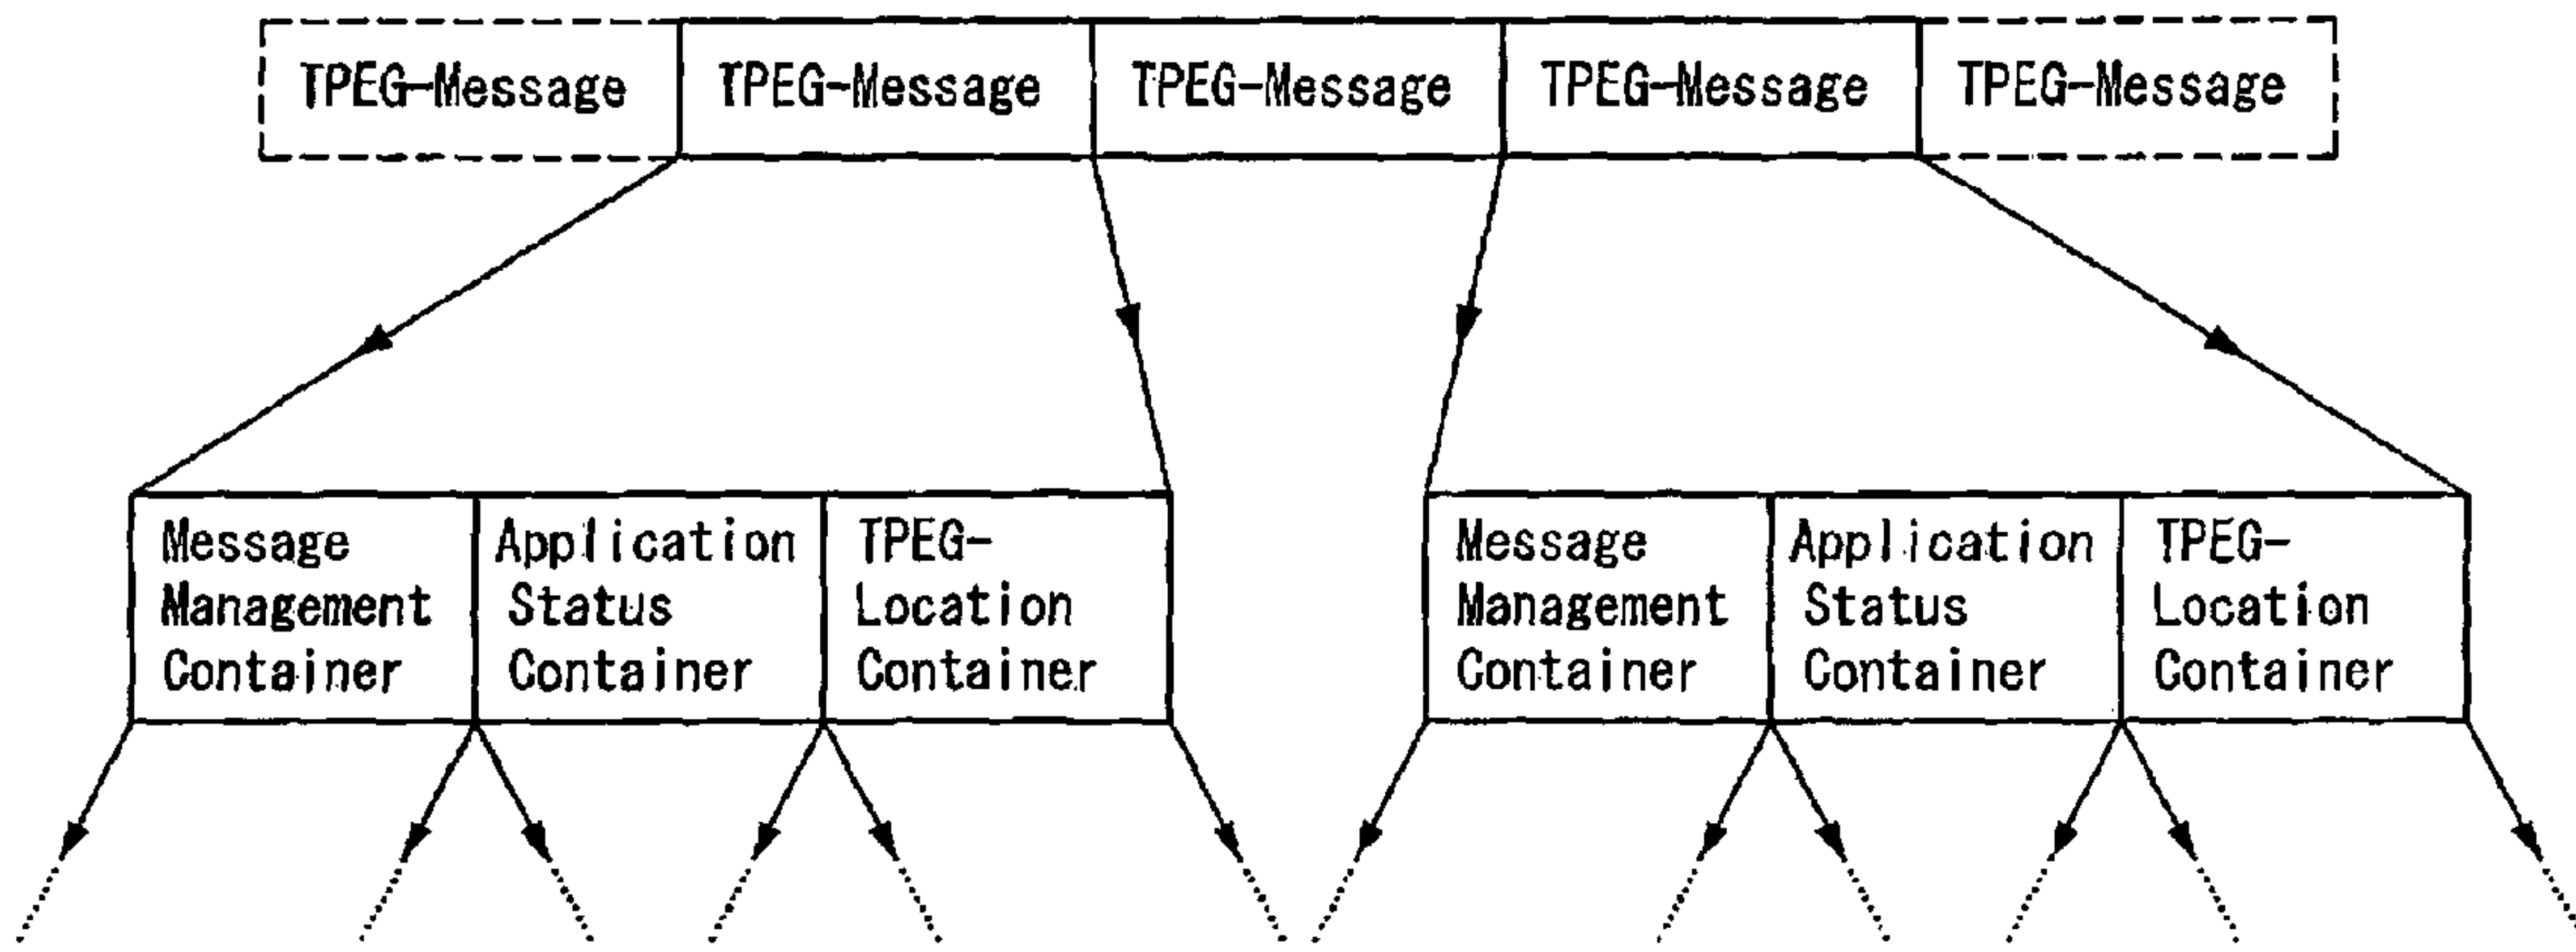 TPEG-Message TPEG-Message TPEG-Message TPEG-Message TPEG-Message
Message
Management
Container
Application
Status
Container
TPEG-
Location
Container
Message
Management
Container
Application
Status
Container
TPEG-
Location
Container